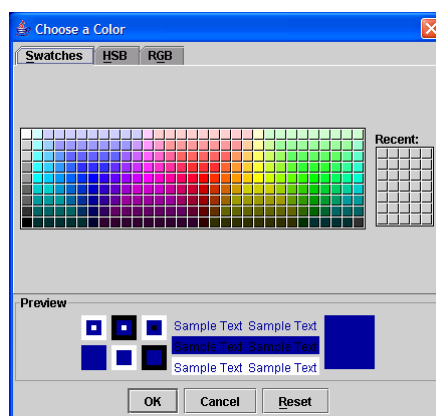 Choose a Color
Swatches HSB RGB
Recent:
Preview
Sample Text Sample Text
Sample Text Sample Text
Sample Text Sample Text
OK Cancel Reset